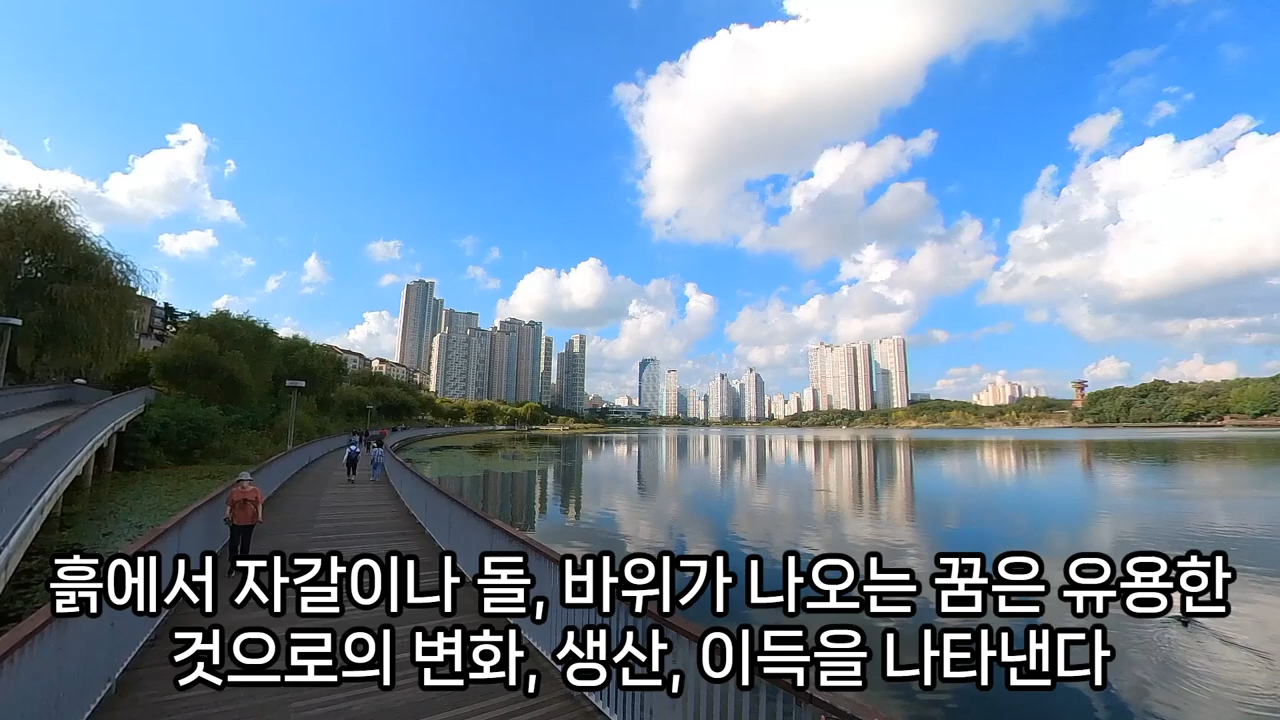 흙에서 자갈이나 돌, 바위가 나오는 꿈은 유용한
것으로의 변화, 생산, 이득을 나타낸다